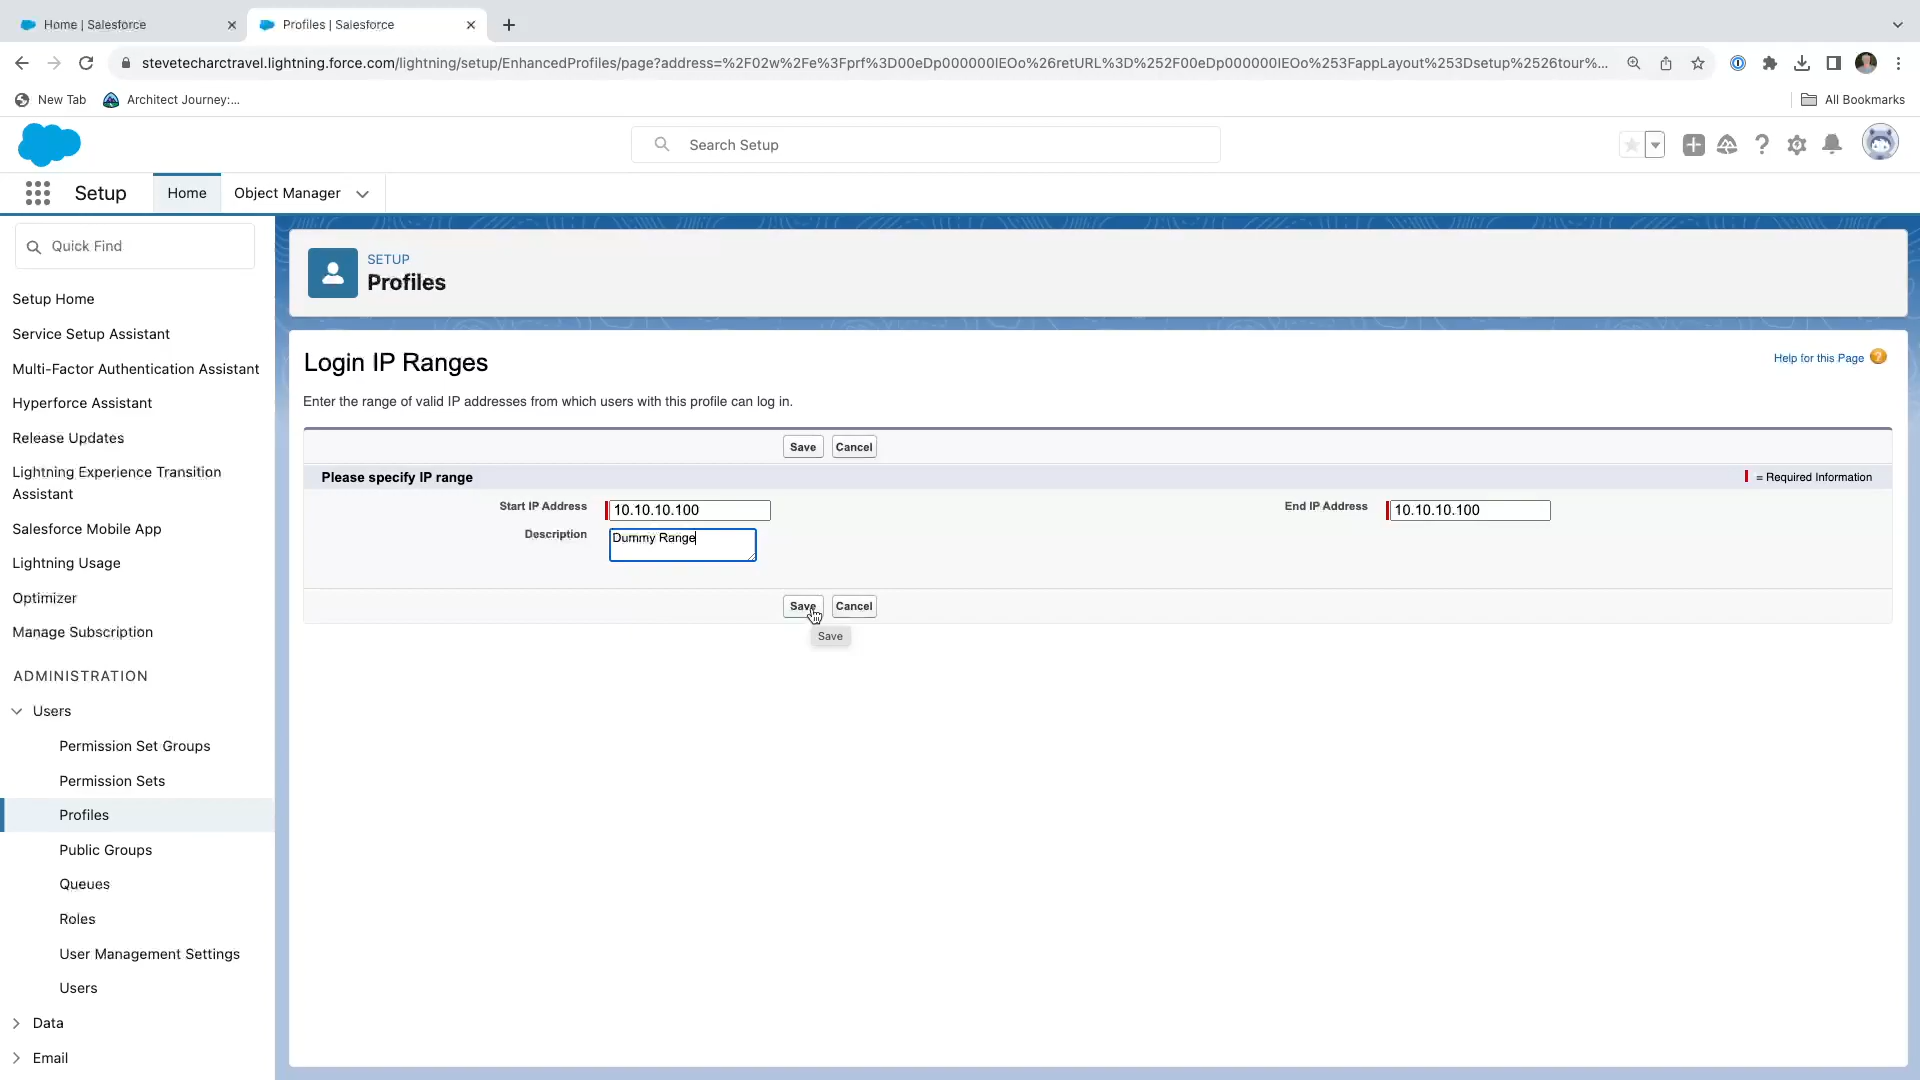 Home | Salesforce
Profiles | Salesforce
stevetecharctravel.lightning.force.com/lightning/setup/EnhancedProfiles/page?address=%2F02w%2Fe%3Fprf%3D00eDp000000IEOo%26retURL%3D%252F00eDp000000IEOo%253FappLayout%253Dsetup%2526tour%...
New Tab
Architect Journey:...
All Bookmarks
Search Setup
Setup
Home
Object Manager
Quick Find
SETUP
Profiles
Setup Home
Service Setup Assistant
Multi-Factor Authentication Assistant
Hyperforce Assistant
Release Updates
Lightning Experience Transition
Assistant
Salesforce Mobile App
Lightning Usage
Optimizer
Manage Subscription
ADMINISTRATION
Users
Permission Set Groups
Permission Sets
Profiles
Public Groups
Queues
Roles
User Management Settings
Users
Data
Email
Login IP Ranges
Help for this Page
Enter the range of valid IP addresses from which users with this profile can log in.
Save
Cancel
Please specify IP range
= Required Information
Start IP Address
10.10.10.100
End IP Address
10.10.10.100
Description
Dummy Range
Save
Cancel
Save